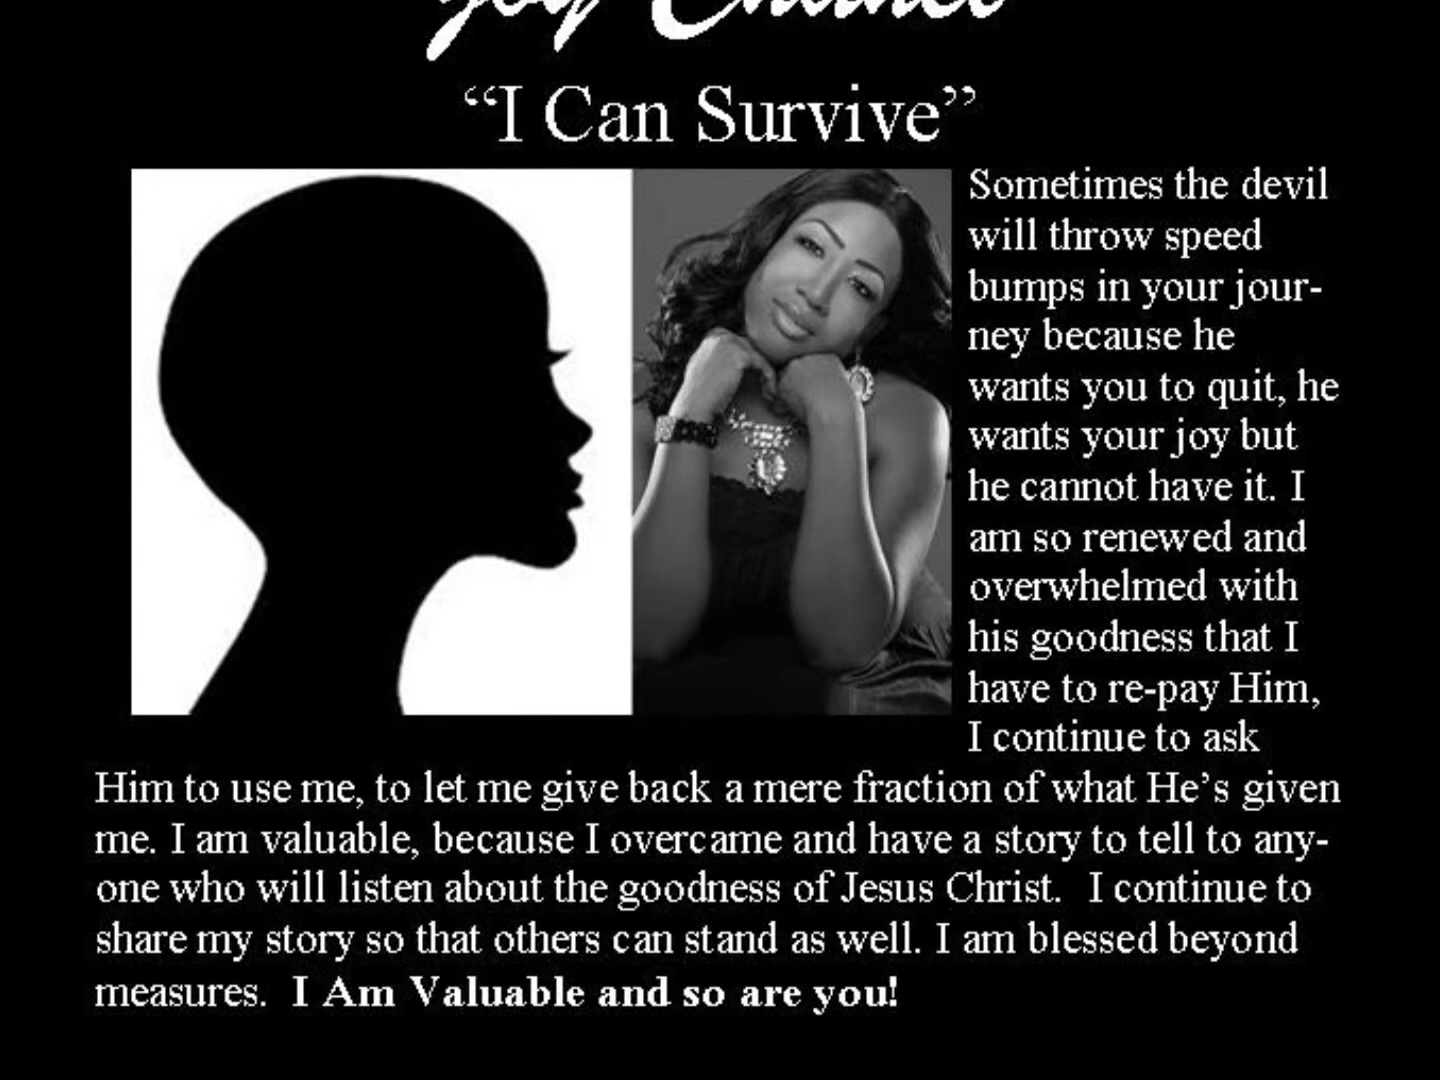 Joy Chance
“I Can Survive”
Sometimes the devil
will throw speed
bumps in your jour-
ney because he
wants you to quit, he
wants your joy but
he cannot have it. I
am so renewed and
overwhelmed with
his goodness that I
have to re-pay Him,
I continue to ask
Him to use me, to let me give back a mere fraction of what He’s given
me. I am valuable, because I overcame and have a story to tell to any-
one who will listen about the goodness of Jesus Christ.  I continue to
share my story so that others can stand as well. I am blessed beyond
measures.  I Am Valuable and so are you!